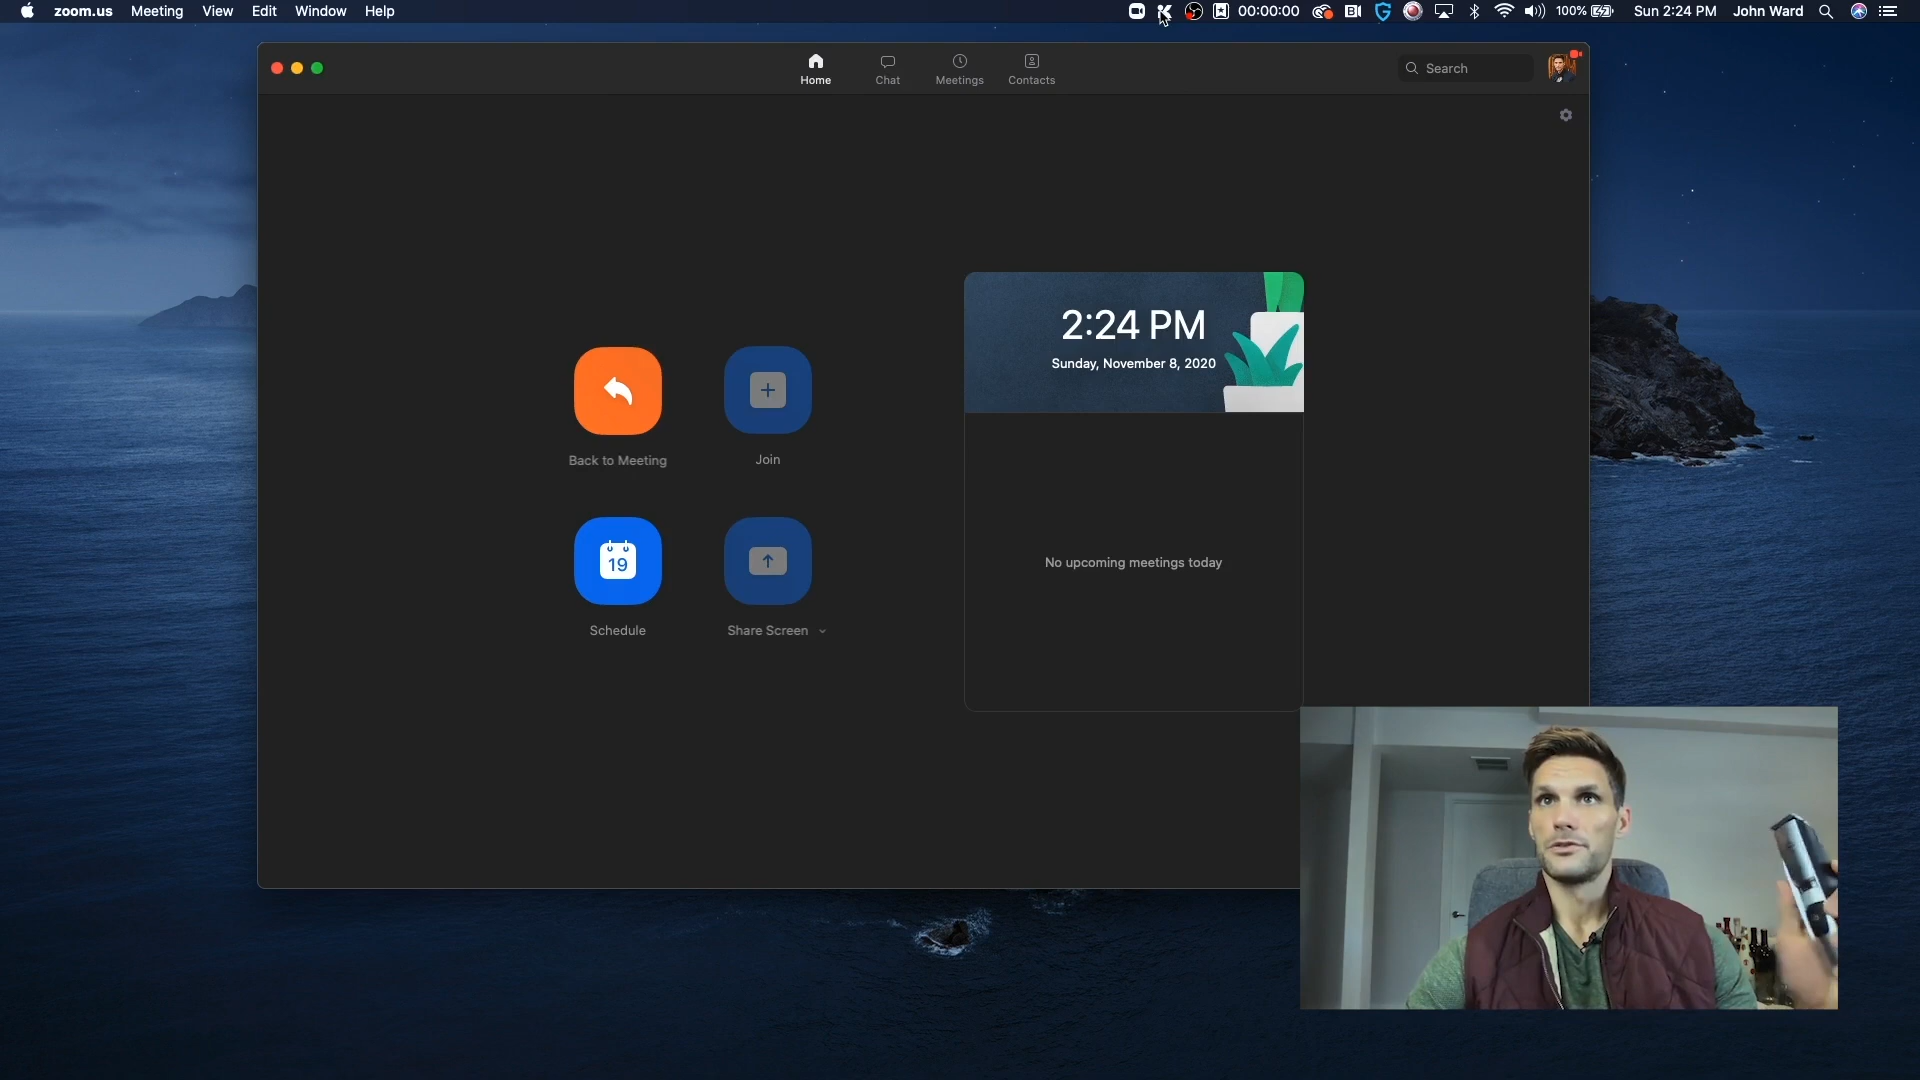 zoom.us Meeting View Edit Window Help 00:00:00 100% Sun 2:24 PM John Ward
Home Chat Meetings Contacts
Search
2:24 PM
Sunday, November 8, 2020
Back to Meeting Join
19
Schedule Share Screen
No upcoming meetings today